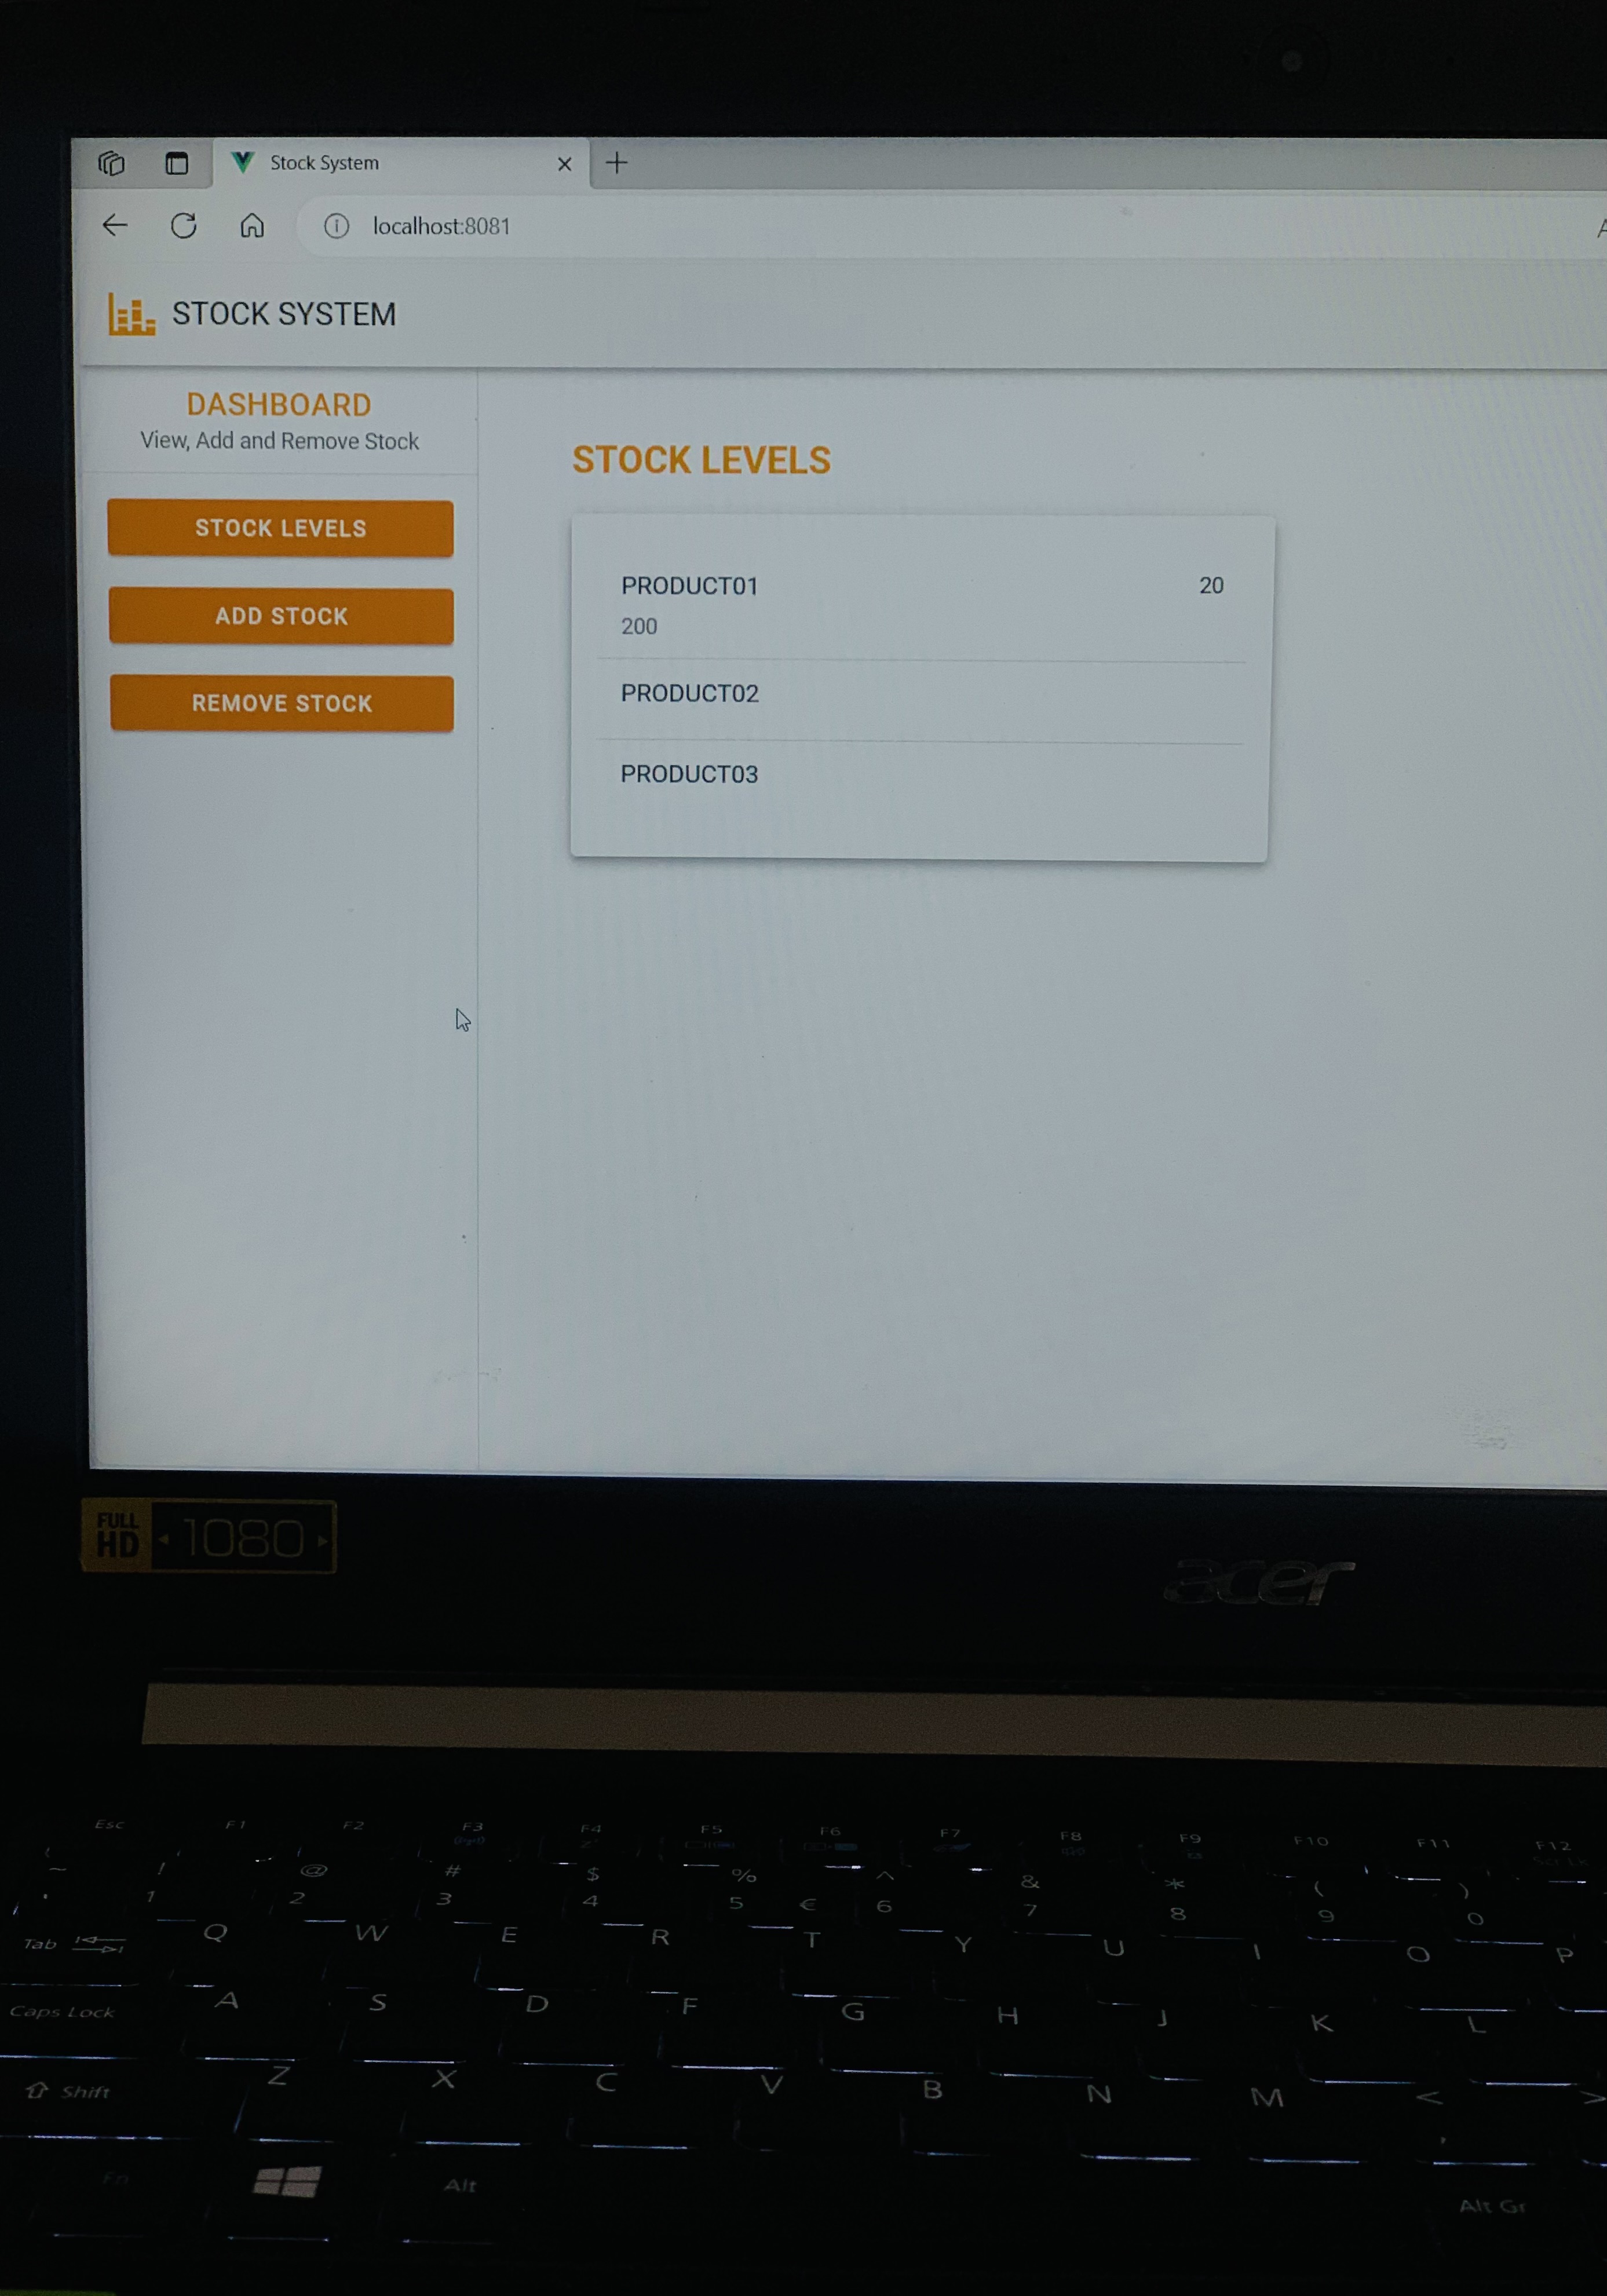 Stock System
localhost:8081
STOCK SYSTEM
DASHBOARD
View, Add and Remove Stock
STOCK LEVELS
ADD STOCK
REMOVE STOCK
STOCK LEVELS
PRODUCT01 20
200
PRODUCT02
PRODUCT03
FULL HD 1080
acer
Esc F1 F2 F3 F4 F5 F6 F7 F8 F9 F10 F11 F12
~ ! @ # $ % ^ & * ( )
1 2 3 4 5 € 6 7 8 9 0
Tab Q W E R T Y U I O P
Caps Lock A S D F G H J K L
Shift Z X C V B N M < >
Fn Alt Alt Gr